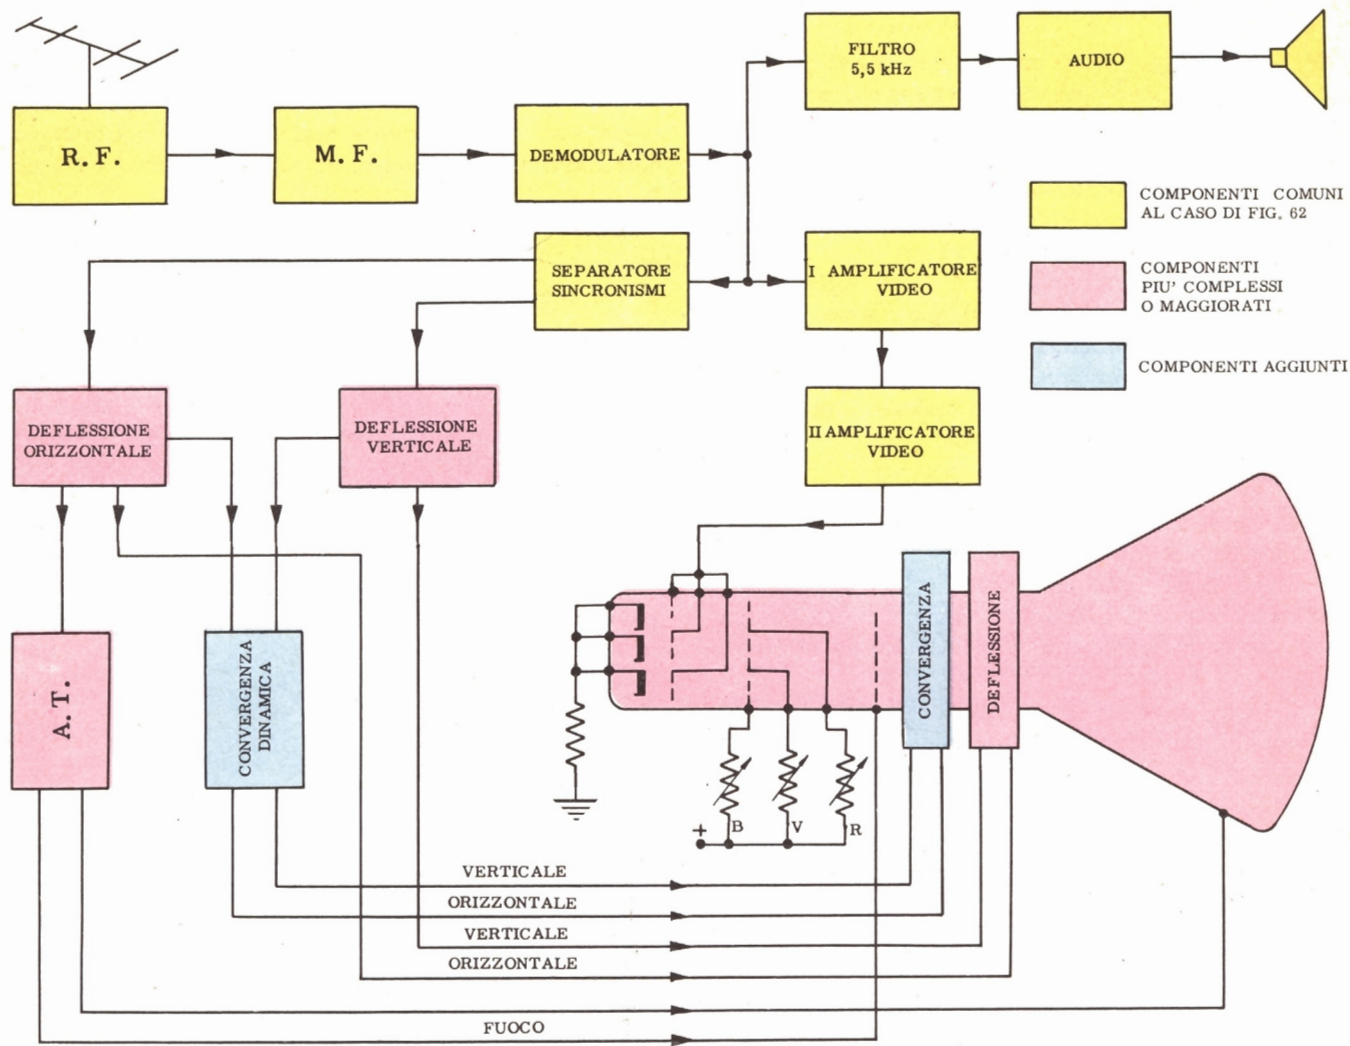 FILTRO
5,5 kHz
AUDIO
R. F.
M. F.
DEMODULATORE
COMPONENTI COMUNI
AL CASO DI FIG. 62
SEPARATORE
SINCRONISMI
I AMPLIFICATORE
VIDEO
COMPONENTI
PIU' COMPLESSI
O MAGGIORATI
COMPONENTI AGGIUNTI
DEFLESSIONE
ORIZZONTALE
DEFLESSIONE
VERTICALE
II AMPLIFICATORE
VIDEO
A. T.
CONVERGENZA
DINAMICA
CONVERGENZA
DEFLESSIONE
+
B
V
R
VERTICALE
ORIZZONTALE
VERTICALE
ORIZZONTALE
FUOCO